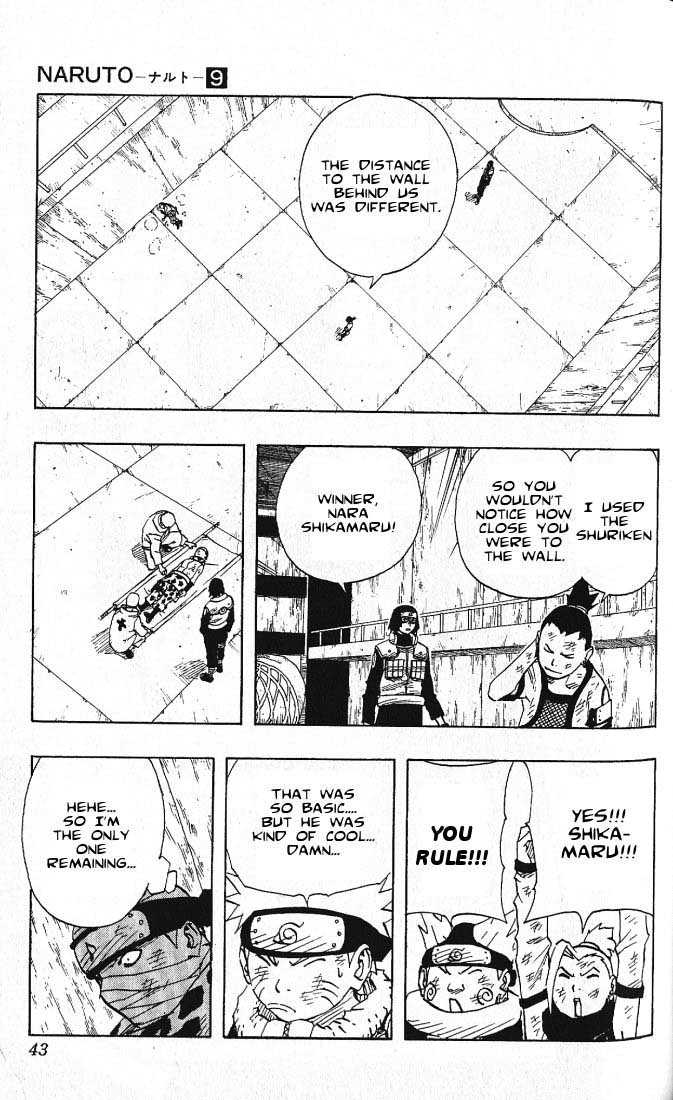 NARUTO —ナルト— 9
THE DISTANCE
TO THE WALL
BEHIND US
WAS DIFFERENT.
I USED
THE
SHURIKEN
SO YOU
WOULDN'T
NOTICE HOW
CLOSE YOU
WERE TO
THE WALL.
WINNER,
NARA
SHIKAMARU!
YES!!!
SHIKA-
MARU!!!
YOU
RULE!!!
THAT WAS
SO BASIC....
BUT HE WAS
KIND OF COOL...
DAMN...
HEHE...
SO I'M
THE ONLY
ONE
REMAINING...
43